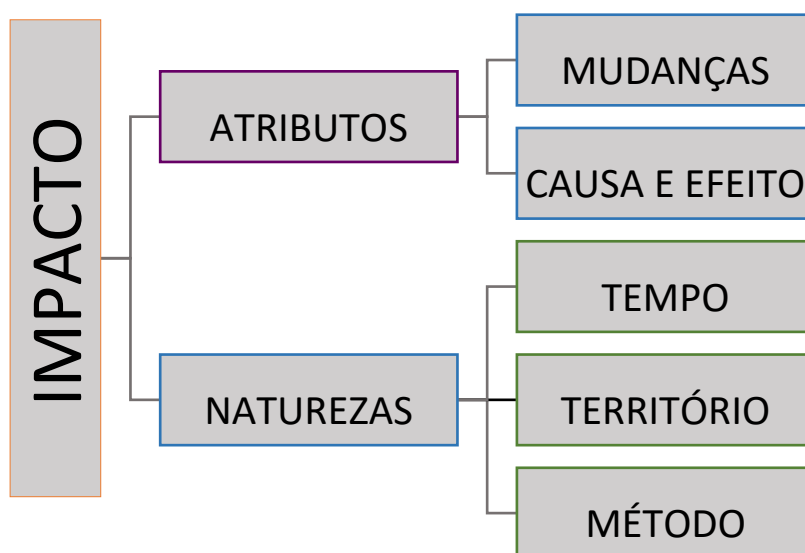 IMPACTO
ATRIBUTOS
MUDANÇAS
CAUSA E EFEITO
NATUREZAS
TEMPO
TERRITÓRIO
MÉTODO